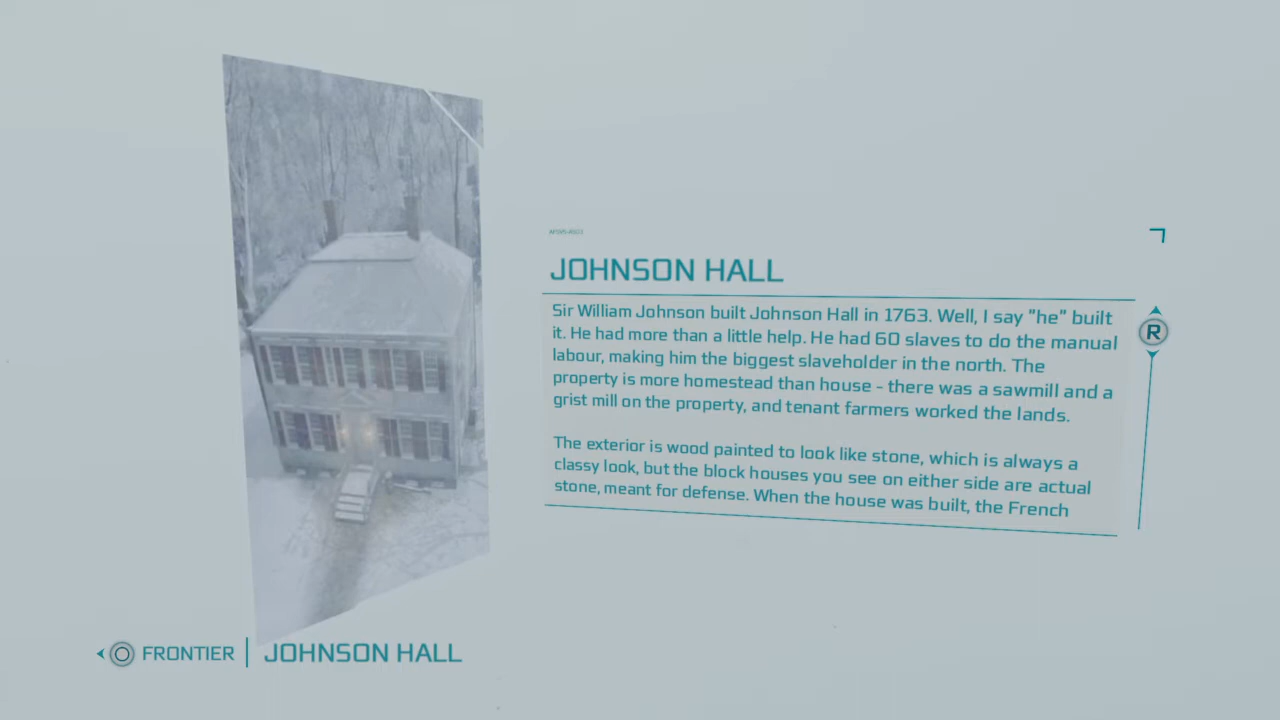 JOHNSON HALL
Sir William Johnson built Johnson Hall in 1763. Well, I say "he" built
it. He had more than a little help. He had 60 slaves to do the manual
labour, making him the biggest slaveholder in the north. The
property is more homestead than house - there was a sawmill and a
grist mill on the property, and tenant farmers worked the lands.
The exterior is wood painted to look like stone, which is always a
classy look, but the block houses you see on either side are actual
stone, meant for defense. When the house was built, the French
R
FRONTIER
JOHNSON HALL